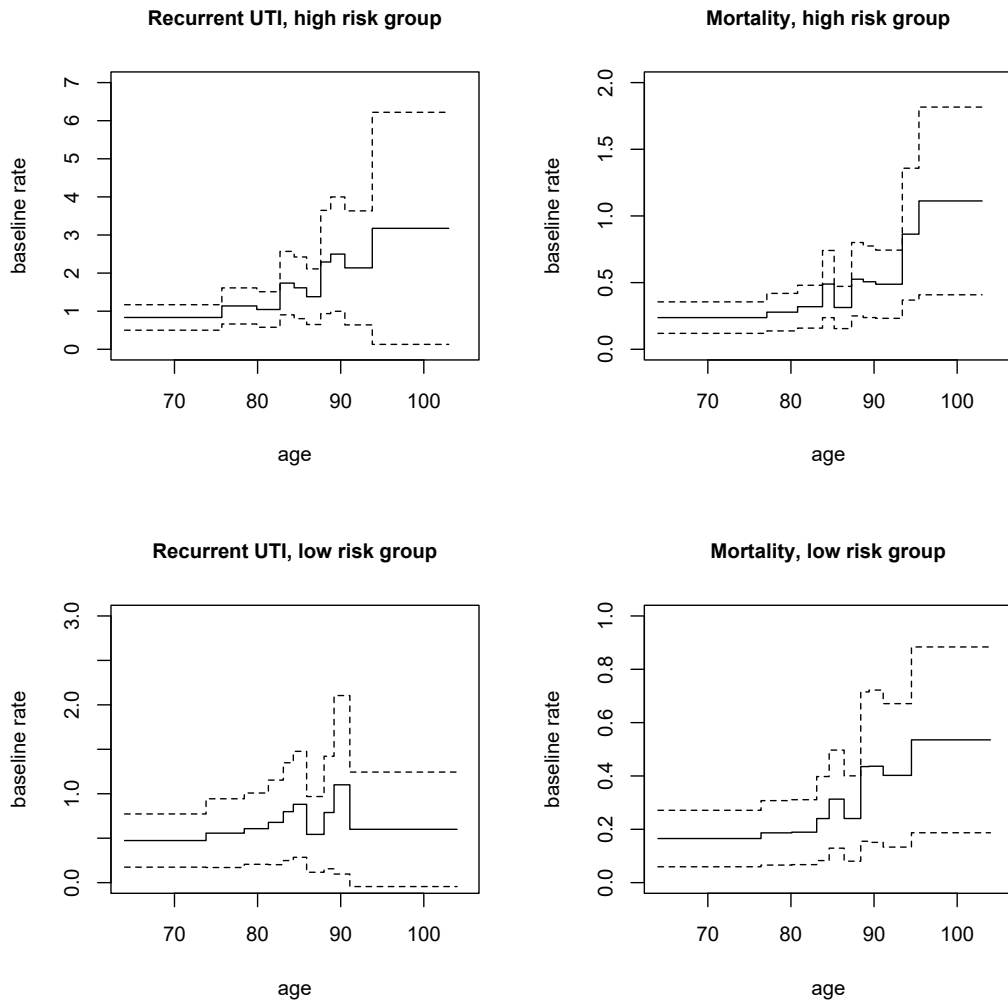 Recurrent UTI, high risk group
baseline rate
0 1 2 3 4 5 6 7
70 80 90 100
age
Mortality, high risk group
baseline rate
0.0 0.5 1.0 1.5 2.0
70 80 90 100
age
Recurrent UTI, low risk group
baseline rate
0.0 1.0 2.0 3.0
70 80 90 100
age
Mortality, low risk group
baseline rate
0.0 0.2 0.4 0.6 0.8 1.0
70 80 90 100
age